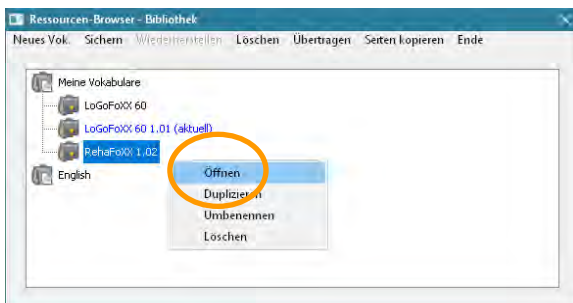 Ressourcen-Browser - Bibliothek
Neues Vok. Sichern Wiederherstellen Löschen Übertragen Seiten kopieren Ende
Meine Vokabulare
LoGoFoXX 60
LoGoFoXX 60 1.01 (aktuell)
RehaFoXX 1.02
English
Öffnen
Duplizieren
Umbenennen
Löschen